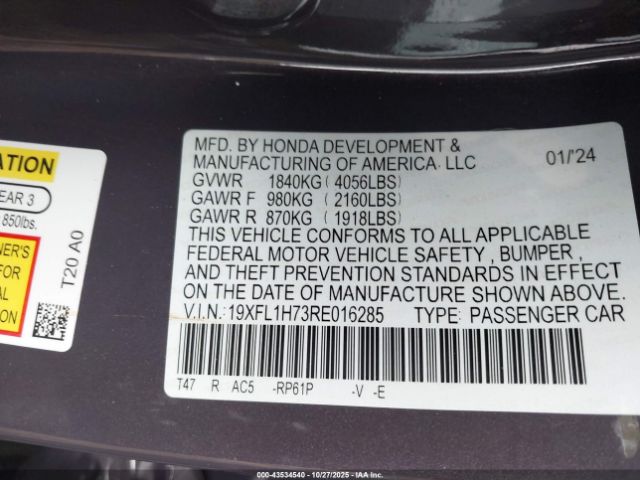 MFD. BY HONDA DEVELOPMENT &
MANUFACTURING OF AMERICA, LLC 01/'24
GVWR 1840KG (4056LBS)
GAWR F 980KG (2160LBS)
GAWR R 870KG (1918LBS)
THIS VEHICLE CONFORMS TO ALL APPLICABLE
FEDERAL MOTOR VEHICLE SAFETY , BUMPER ,
AND THEFT PREVENTION STANDARDS IN EFFECT
ON THE DATE OF MANUFACTURE SHOWN ABOVE.
V.I.N.: 19XFL1H73RE016285 TYPE: PASSENGER CAR
T47 R AC5 -RP61P -V -E
ATION
EAR 3
850lbs.
NER'S
FOR
AL
ION
T20 A0
© IAA - #000-43534540 | 10/27/2025 - © IAA